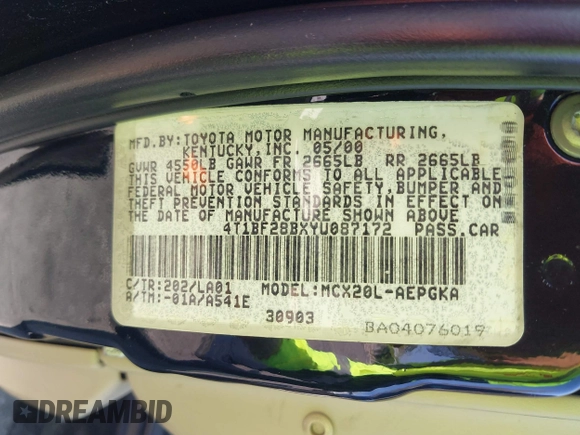 MFD.BY:TOYOTA MOTOR MANUFACTURING,
KENTUCKY,INC. 05/00
GVWR 4550LB GAWR FR 2665LB RR 2665LB
THIS VEHICLE CONFORMS TO ALL APPLICABLE
FEDERAL MOTOR VEHICLE SAFETY,BUMPER AND
THEFT PREVENTION STANDARDS IN EFFECT ON
THE DATE OF MANUFACTURE SHOWN ABOVE
4T1BF28BXYU087172 PASS.CAR
C/TR:202/LA01 MODEL:MCX20L-AEPGKA
A/TM:-01A/A541E
30903
BA04076019
DREAMBID